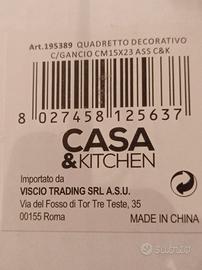 Art.195389 QUADRETTO DECORATIVO
C/GANCIO CM15X23 ASS C&K
8 027458 125637
CASA
&KITCHEN
Importato da
VISCIO TRADING SRL A.S.U.
Via del Fosso di Tor Tre Teste, 35
00155 Roma
MADE IN CHINA
subito